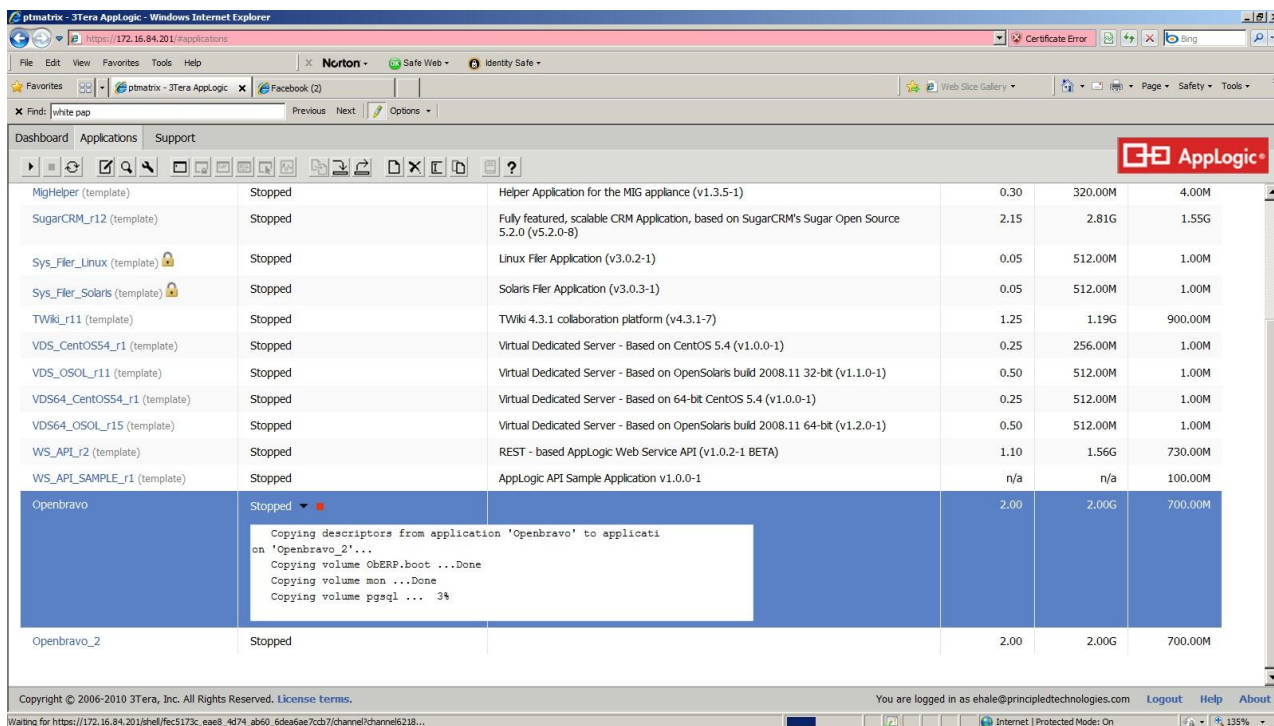 ptmatrix - 3Tera AppLogic - Windows Internet Explorer
https://172.16.84.201/#applications
Certificate Error
Bing
File Edit View Favorites Tools Help
Norton
Safe Web
Identity Safe
Favorites
ptmatrix - 3Tera AppLogic
Facebook (2)
Web Slice Gallery
Page Safety Tools
Find: white pap
Previous Next Options
Dashboard Applications Support
AppLogic
MigHelper (template) Stopped Helper Application for the MIG appliance (v1.3.5-1) 0.30 320.00M 4.00M
SugarCRM_r12 (template) Stopped Fully featured, scalable CRM Application, based on SugarCRM's Sugar Open Source 2.15 2.81G 1.55G
5.2.0 (v5.2.0-8)
Sys_Filer_Linux (template) Stopped Linux Filer Application (v3.0.2-1) 0.05 512.00M 1.00M
Sys_Filer_Solaris (template) Stopped Solaris Filer Application (v3.0.3-1) 0.05 512.00M 1.00M
TWiki_r11 (template) Stopped TWiki 4.3.1 collaboration platform (v4.3.1-7) 1.25 1.19G 900.00M
VDS_CentOS54_r1 (template) Stopped Virtual Dedicated Server - Based on CentOS 5.4 (v1.0.0-1) 0.25 256.00M 1.00M
VDS_OSOL_r11 (template) Stopped Virtual Dedicated Server - Based on OpenSolaris build 2008.11 32-bit (v1.1.0-1) 0.50 512.00M 1.00M
VDS64_CentOS54_r1 (template) Stopped Virtual Dedicated Server - Based on 64-bit CentOS 5.4 (v1.0.0-1) 0.25 512.00M 1.00M
VDS64_OSOL_r15 (template) Stopped Virtual Dedicated Server - Based on OpenSolaris build 2008.11 64-bit (v1.2.0-1) 0.50 512.00M 1.00M
WS_API_r2 (template) Stopped REST - based AppLogic Web Service API (v1.0.2-1 BETA) 1.10 1.56G 730.00M
WS_API_SAMPLE_r1 (template) Stopped AppLogic API Sample Application v1.0.0-1 n/a n/a 100.00M
Openbravo Stopped 2.00 2.00G 700.00M
Copying descriptors from application 'Openbravo' to applicati
on 'Openbravo_2'...
Copying volume ObERP.boot ...Done
Copying volume mon ...Done
Copying volume pgsql ... 3%
Openbravo_2 Stopped 2.00 2.00G 700.00M
Copyright © 2006-2010 3Tera, Inc. All Rights Reserved. License terms.
You are logged in as ehale@principledtechnologies.com Logout Help About
Waiting for https://172.16.84.201/shell/fec5173c_eae8_4d74_ab60_6dea6ae7ccb7/channel?channel6218...
Internet | Protected Mode: On
135%